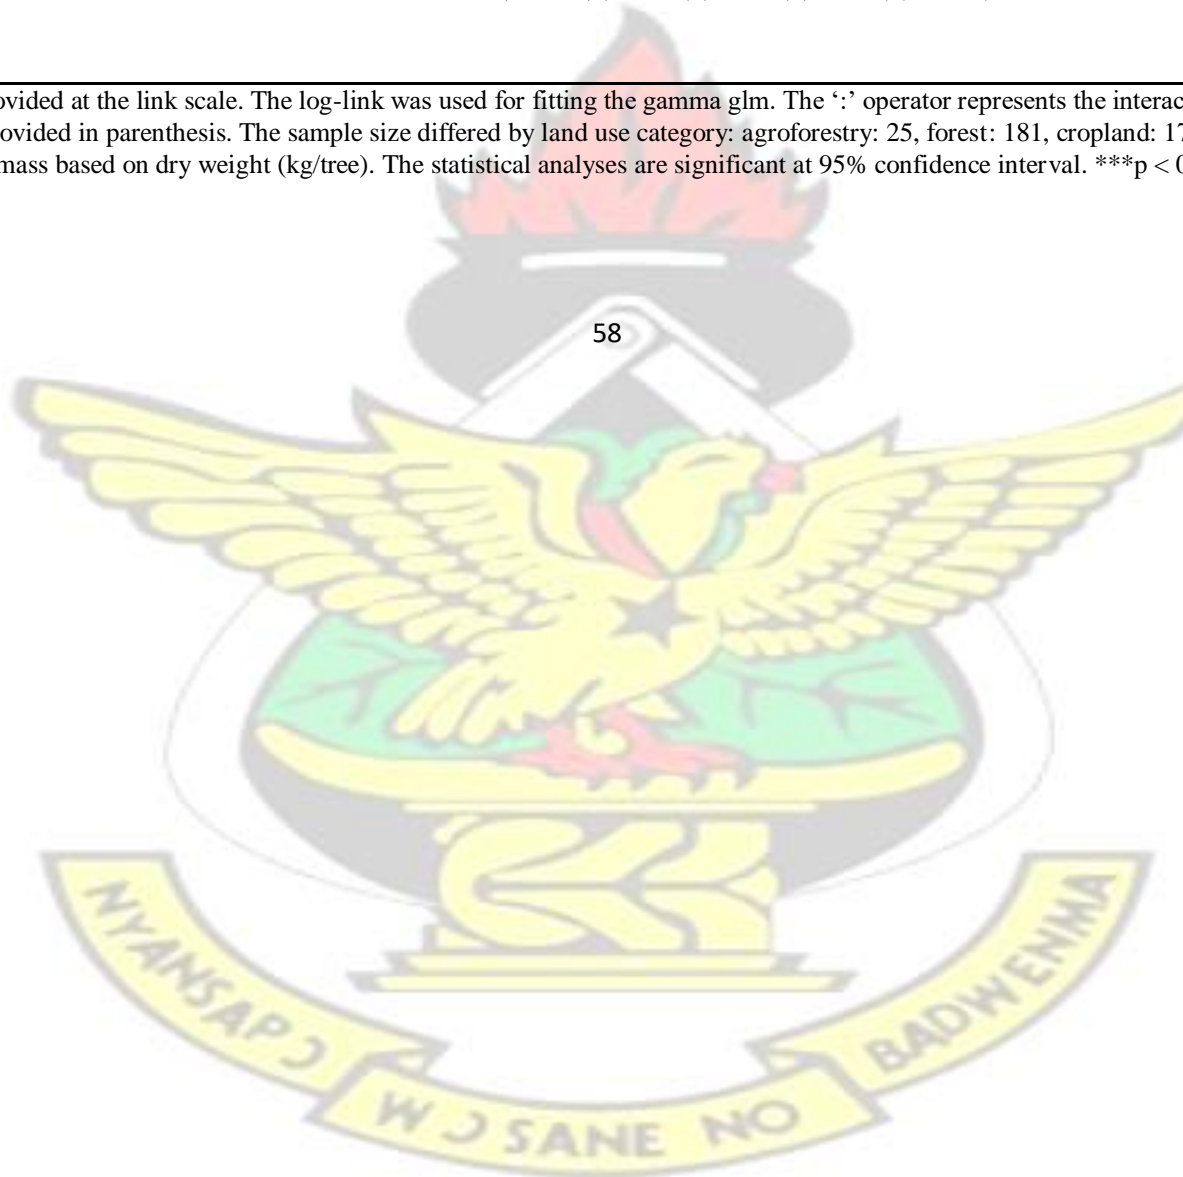 ovided at the link scale. The log-link was used for fitting the gamma glm. The ‘:’ operator represents the interac
ovided in parenthesis. The sample size differed by land use category: agroforestry: 25, forest: 181, cropland: 17
mass based on dry weight (kg/tree). The statistical analyses are significant at 95% confidence interval. ***p < 0
58
NYANSAPƆ
WƆSANE NO
BADWENMA